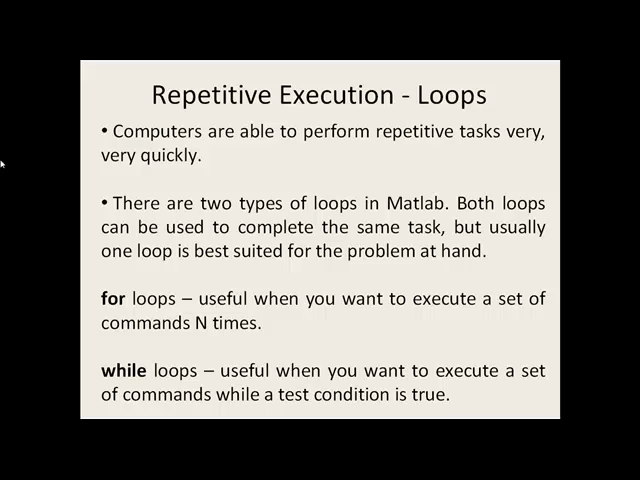 Repetitive Execution - Loops
• Computers are able to perform repetitive tasks very,
very quickly.
• There are two types of loops in Matlab. Both loops
can be used to complete the same task, but usually
one loop is best suited for the problem at hand.
for loops – useful when you want to execute a set of
commands N times.
while loops – useful when you want to execute a set
of commands while a test condition is true.